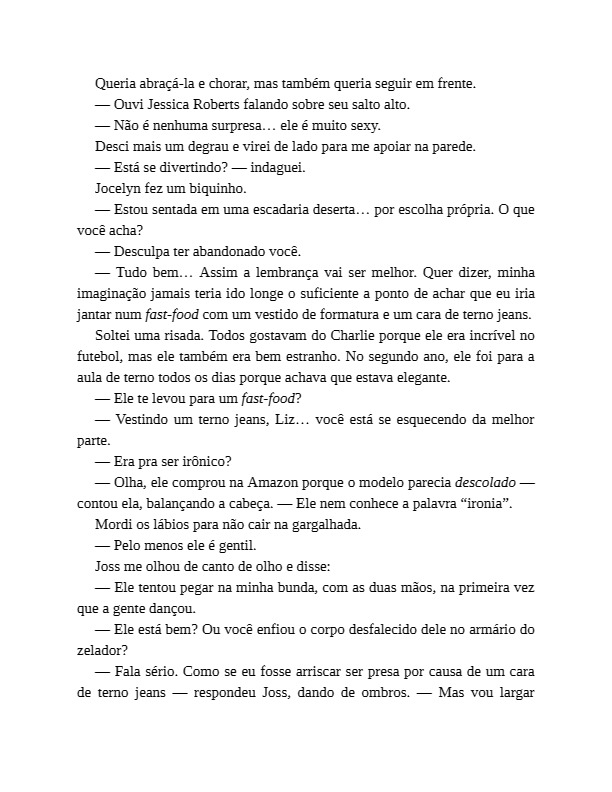 Queria abraçá-la e chorar, mas também queria seguir em frente.
— Ouvi Jessica Roberts falando sobre seu salto alto.
— Não é nenhuma surpresa… ele é muito sexy.
Desci mais um degrau e virei de lado para me apoiar na parede.
— Está se divertindo? — indaguei.
Jocelyn fez um biquinho.
— Estou sentada em uma escadaria deserta… por escolha própria. O que
você acha?
— Desculpa ter abandonado você.
— Tudo bem… Assim a lembrança vai ser melhor. Quer dizer, minha
imaginação jamais teria ido longe o suficiente a ponto de achar que eu iria
jantar num fast-food com um vestido de formatura e um cara de terno jeans.
Soltei uma risada. Todos gostavam do Charlie porque ele era incrível no
futebol, mas ele também era bem estranho. No segundo ano, ele foi para a
aula de terno todos os dias porque achava que estava elegante.
— Ele te levou para um fast-food?
— Vestindo um terno jeans, Liz… você está se esquecendo da melhor
parte.
— Era pra ser irônico?
— Olha, ele comprou na Amazon porque o modelo parecia descolado —
contou ela, balançando a cabeça. — Ele nem conhece a palavra “ironia”.
Mordi os lábios para não cair na gargalhada.
— Pelo menos ele é gentil.
Joss me olhou de canto de olho e disse:
— Ele tentou pegar na minha bunda, com as duas mãos, na primeira vez
que a gente dançou.
— Ele está bem? Ou você enfiou o corpo desfalecido dele no armário do
zelador?
— Fala sério. Como se eu fosse arriscar ser presa por causa de um cara
de terno jeans — respondeu Joss, dando de ombros. — Mas vou largar